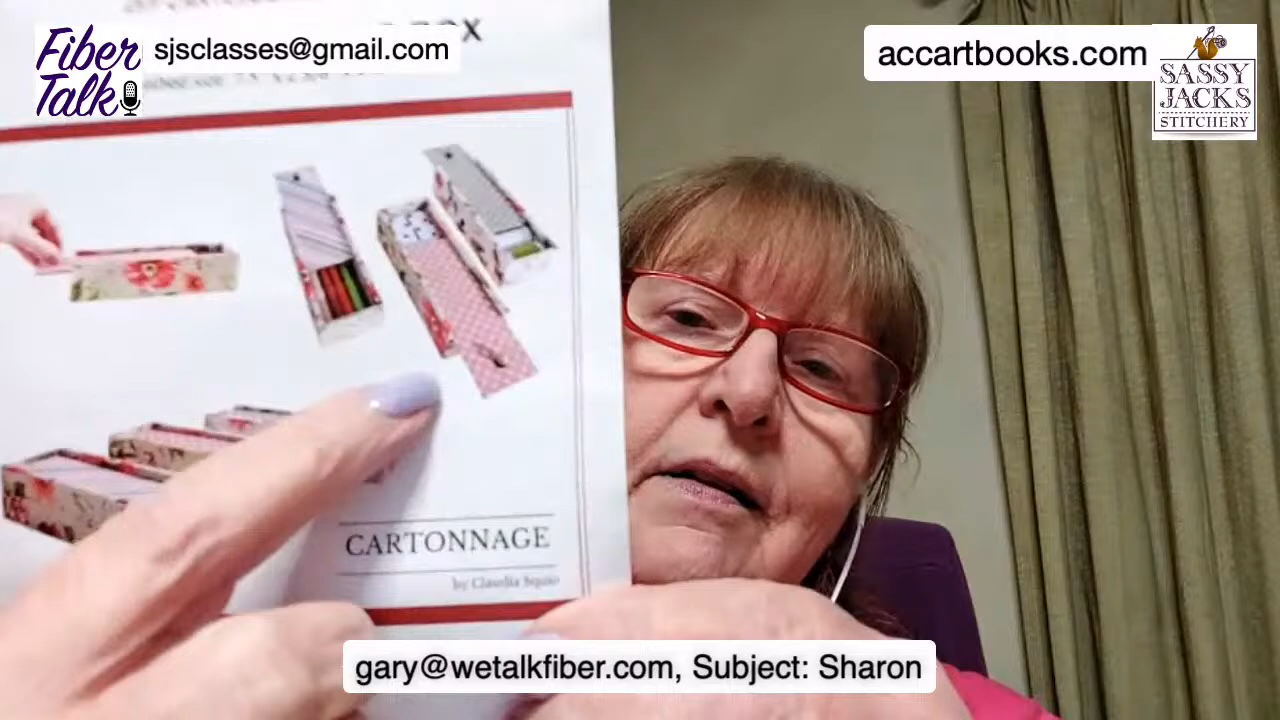 Fiber
Talk
sjsclasses@gmail.com
accartbooks.com
SASSY
JACKS
STITCHERY
CARTONNAGE
by Claudia Squio
gary@wetalkfiber.com, Subject: Sharon